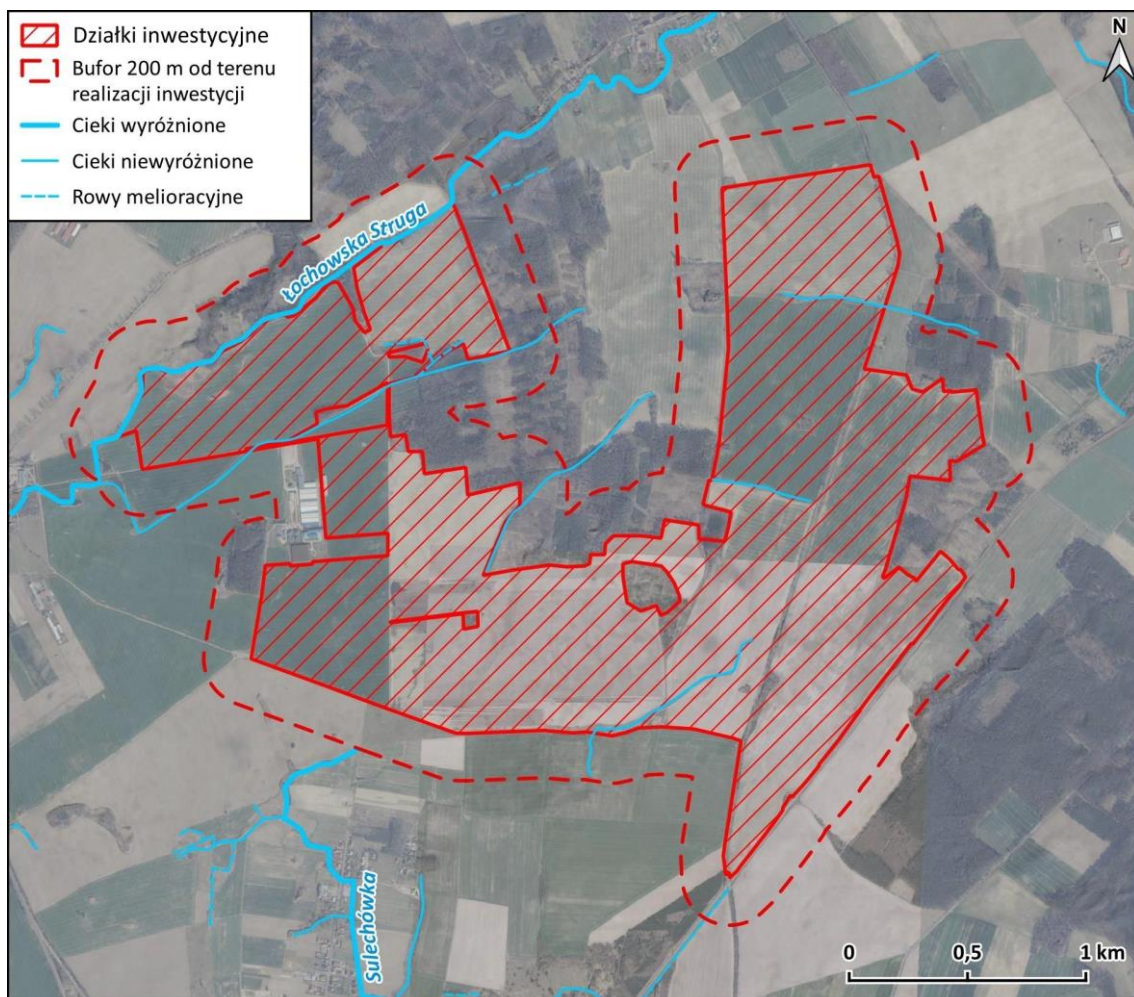 Działki inwestycyjne
Bufor 200 m od terenu
realizacji inwestycji
Cieki wyróżnione
Cieki niewyróżnione
Rowy melioracyjne
N
Łochowska Struga
Sulechówka
0 0,5 1 km